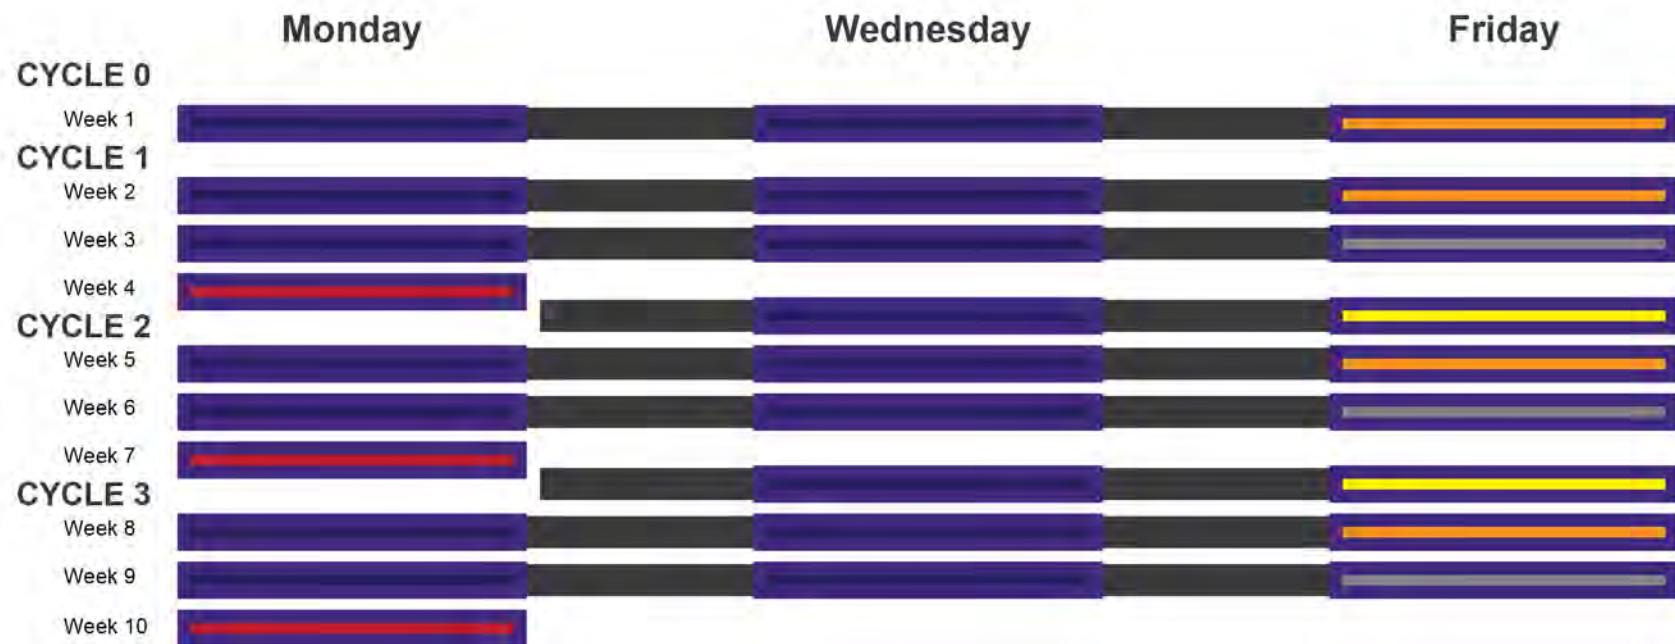 Monday Wednesday Friday
CYCLE 0
Week 1
CYCLE 1
Week 2
Week 3
Week 4
CYCLE 2
Week 5
Week 6
Week 7
CYCLE 3
Week 8
Week 9
Week 10